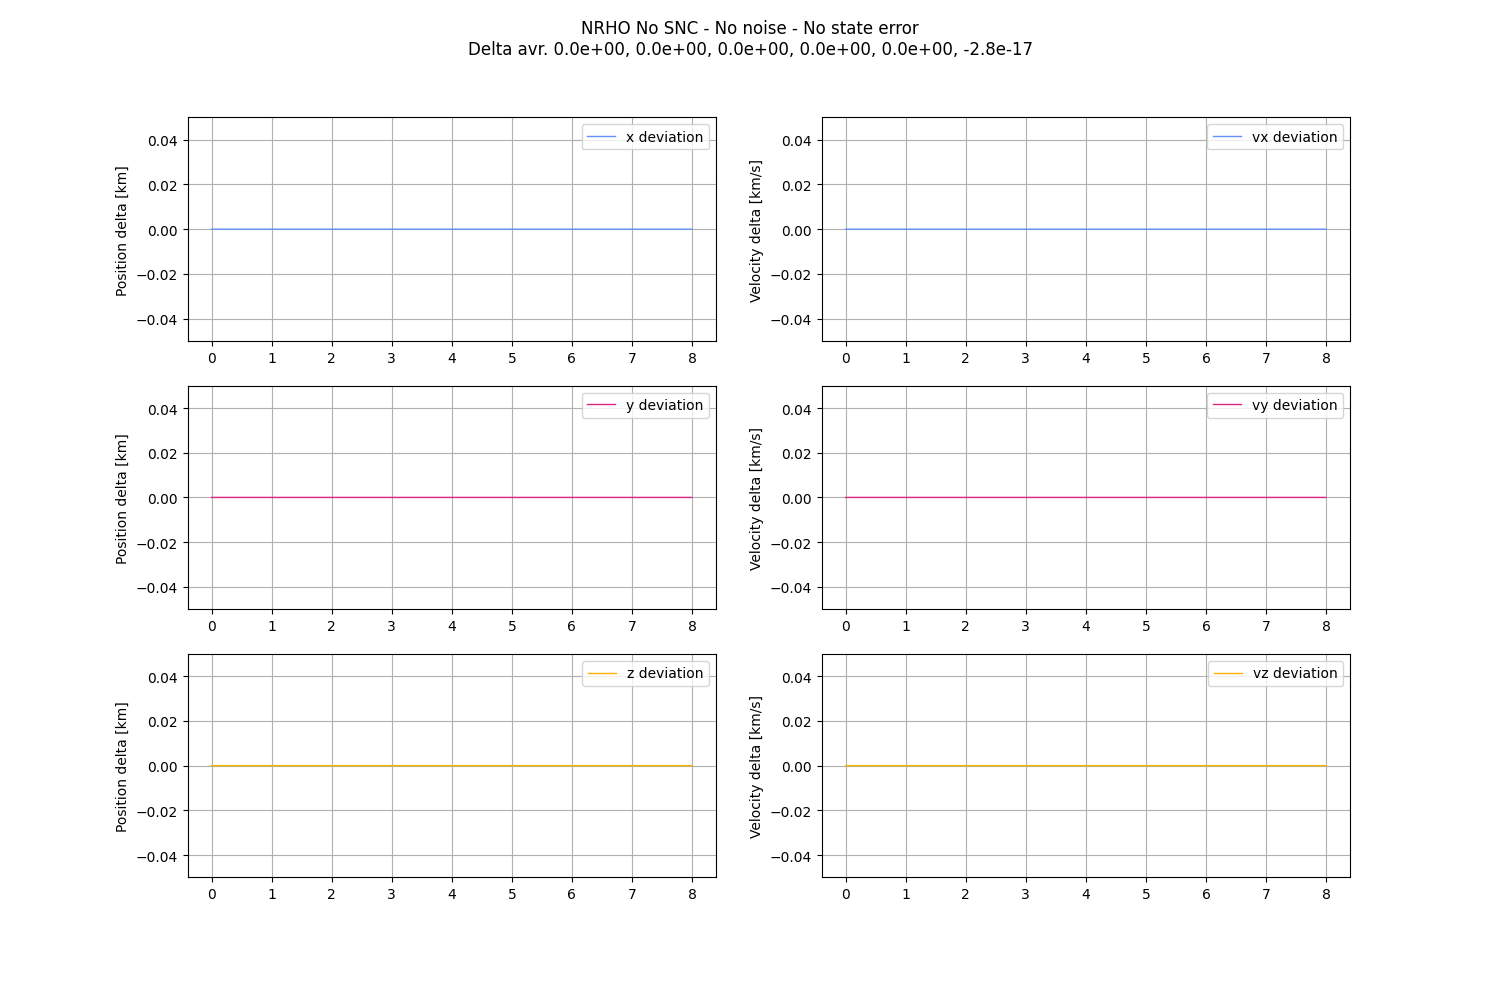 NRHO No SNC - No noise - No state error
Delta avr. 0.0e+00, 0.0e+00, 0.0e+00, 0.0e+00, 0.0e+00, -2.8e-17
Position delta [km]
0.04
0.02
0.00
−0.02
−0.04
x deviation
0 1 2 3 4 5 6 7 8
Velocity delta [km/s]
0.04
0.02
0.00
−0.02
−0.04
vx deviation
0 1 2 3 4 5 6 7 8
Position delta [km]
0.04
0.02
0.00
−0.02
−0.04
y deviation
0 1 2 3 4 5 6 7 8
Velocity delta [km/s]
0.04
0.02
0.00
−0.02
−0.04
vy deviation
0 1 2 3 4 5 6 7 8
Position delta [km]
0.04
0.02
0.00
−0.02
−0.04
z deviation
0 1 2 3 4 5 6 7 8
Velocity delta [km/s]
0.04
0.02
0.00
−0.02
−0.04
vz deviation
0 1 2 3 4 5 6 7 8